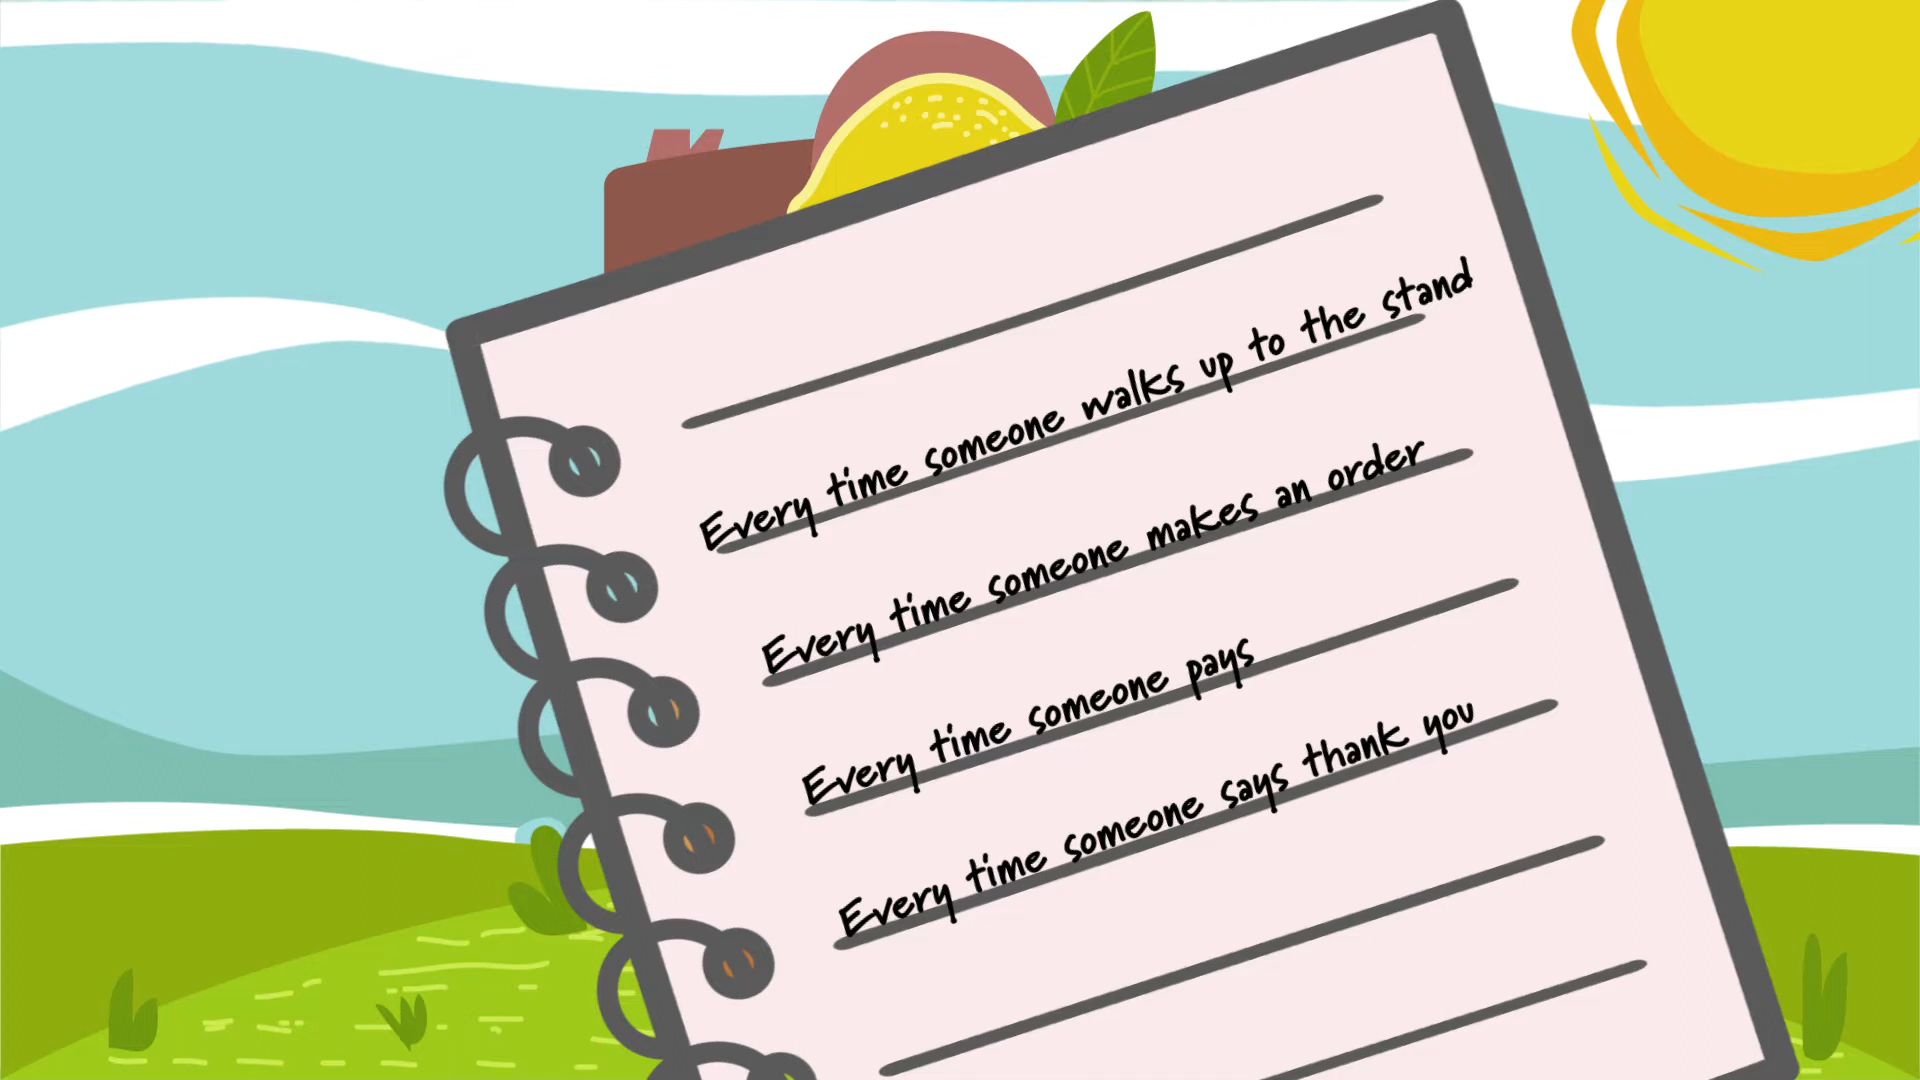 Every time someone walks up to the stand
Every time someone makes an order
Every time someone pays
Every time someone says thank you